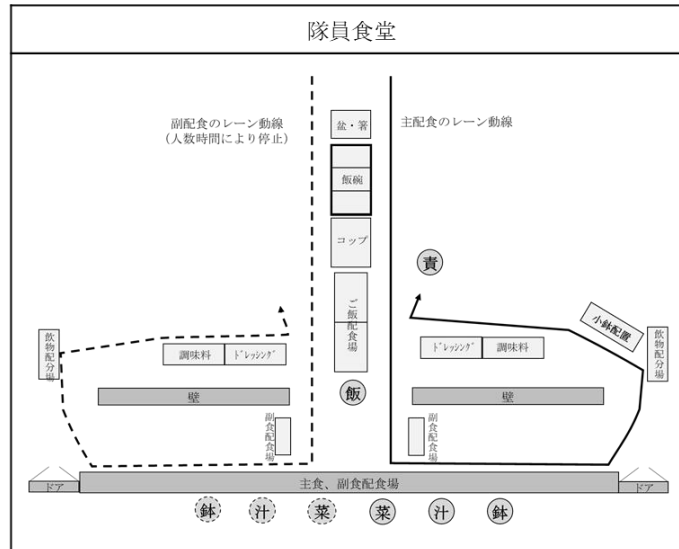 隊員食堂
副配食のレーン動線
(人数時間により停止)
盆・箸
主配食のレーン動線
飯碗
コップ
責
ご飯配食場
小鉢配置
飲物配分場
調味料
ﾄﾞﾚｯｼﾝｸﾞ
ﾄﾞﾚｯｼﾝｸﾞ
調味料
飲物配分場
飯
壁
壁
副食配食場
副食配食場
ドア
主食、副食配食場
ドア
鉢
汁
菜
菜
汁
鉢